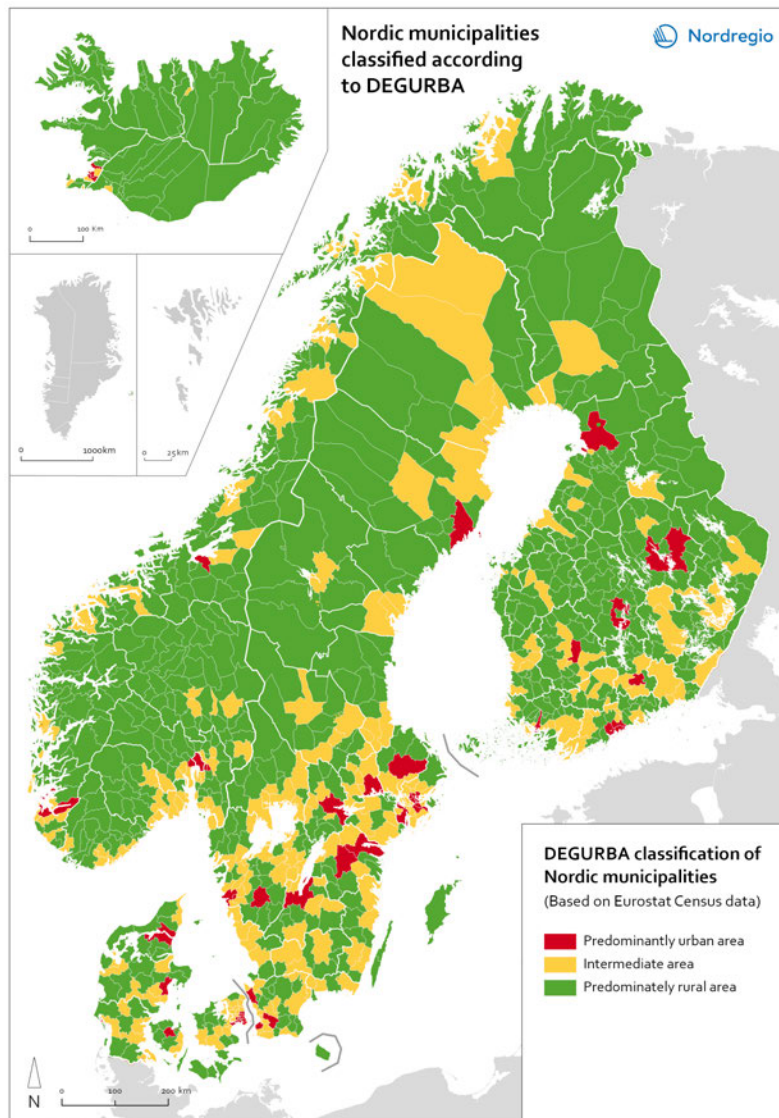 Nordic municipalities
classified according
to DEGURBA
Nordregio
0 100 km
0 1000km
0 25km
DEGURBA classification of
Nordic municipalities
(Based on Eurostat Census data)
Predominantly urban area
Intermediate area
Predominately rural area
N
0 100 200 km